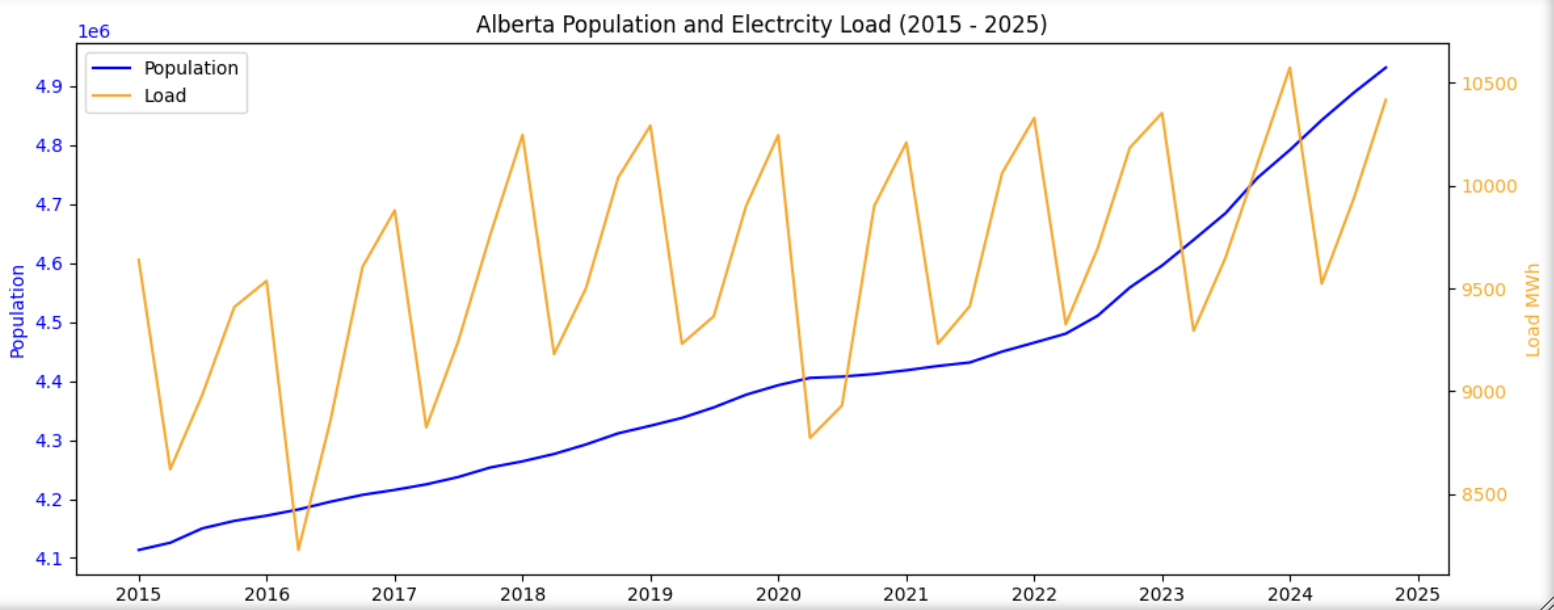 Alberta Population and Electrcity Load (2015 - 2025)
1e6
Population
Load
4.9
4.8
4.7
4.6
4.5
4.4
4.3
4.2
4.1
Population
10500
10000
9500
9000
8500
Load MWh
2015 2016 2017 2018 2019 2020 2021 2022 2023 2024 2025